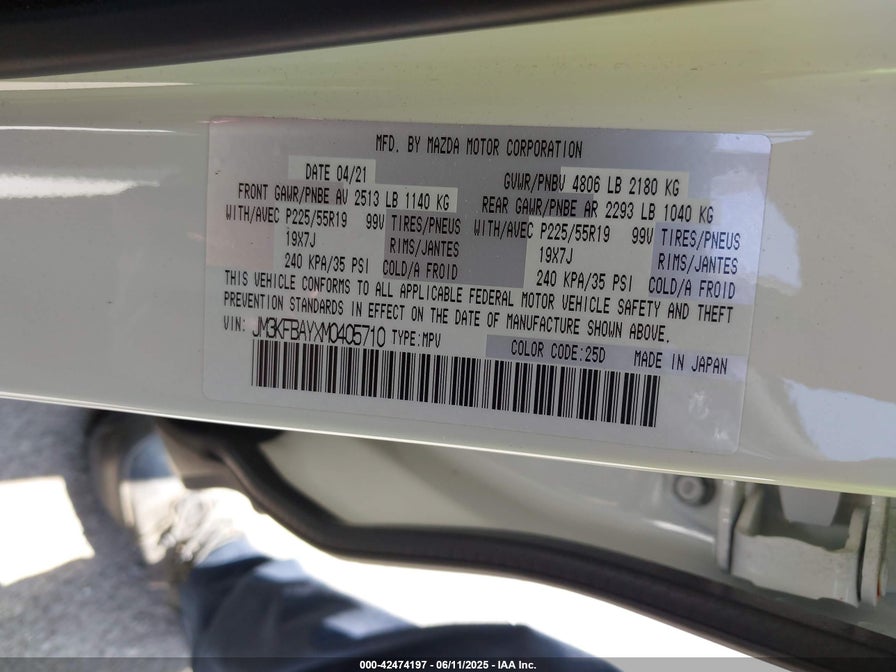 MFD. BY MAZDA MOTOR CORPORATION
DATE 04/21 GVWR/PNBV 4806 LB 2180 KG
FRONT GAWR/PNBE AV 2513 LB 1140 KG REAR GAWR/PNBE AR 2293 LB 1040 KG
WITH/AVEC P225/55R19 99V TIRES/PNEUS WITH/AVEC P225/55R19 99V TIRES/PNEUS
19X7J RIMS/JANTES 19X7J RIMS/JANTES
240 KPA/35 PSI COLD/A FROID 240 KPA/35 PSI COLD/A FROID
THIS VEHICLE CONFORMS TO ALL APPLICABLE FEDERAL MOTOR VEHICLE SAFETY AND THEFT
PREVENTION STANDARDS IN EFFECT ON THE DATE OF MANUFACTURE SHOWN ABOVE.
VIN: JM3KFBAYXM0405710 TYPE:MPV
COLOR CODE:25D MADE IN JAPAN
000-42474197 - 06/11/2025 - IAA Inc.